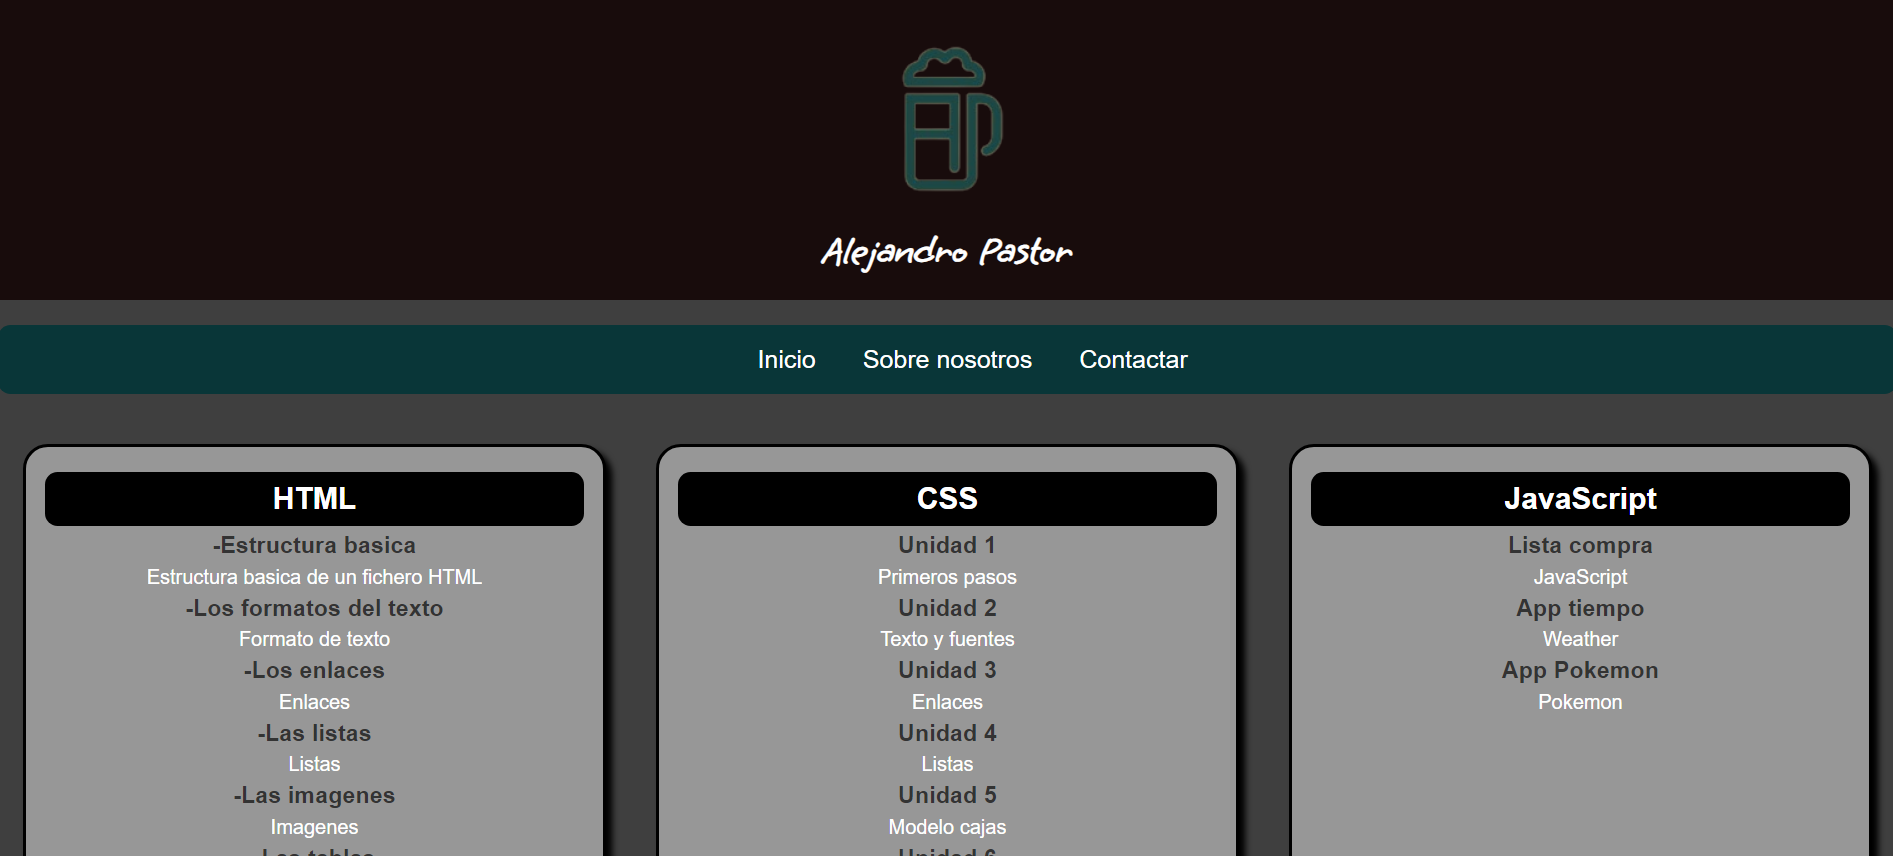 Alejandro Pastor
Inicio Sobre nosotros Contactar
HTML
-Estructura basica
Estructura basica de un fichero HTML
-Los formatos del texto
Formato de texto
-Los enlaces
Enlaces
-Las listas
Listas
-Las imagenes
Imagenes
CSS
Unidad 1
Primeros pasos
Unidad 2
Texto y fuentes
Unidad 3
Enlaces
Unidad 4
Listas
Unidad 5
Modelo cajas
Unidad 6
JavaScript
Lista compra
JavaScript
App tiempo
Weather
App Pokemon
Pokemon